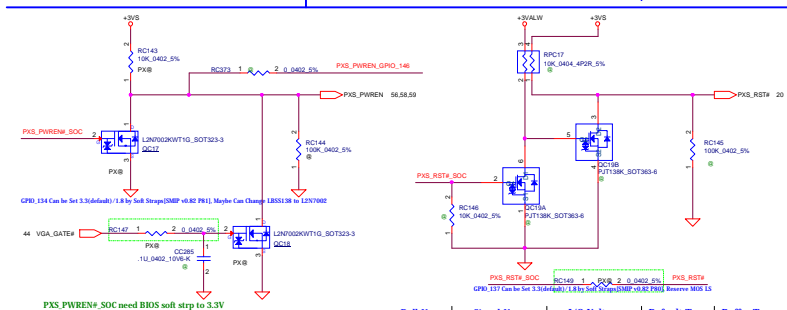 +3VS
RC143
10K_0402_5%
PX@
RC373 1 @ 2 0_0402_5%
PXS_PWREN_GPIO_146
PXS_PWREN 56,58,59
PXS_PWREN#_SOC
L2N7002KWT1G_SOT323-3
QC17
PX@
RC144
100K_0402_5%
@
GPIO_134 Can be Set 3.3(default)/1.8 by Soft Straps[SMIP v0.82 P81], Maybe Can Change LBSS138 to L2N7002
44 VGA_GATE#
RC147 1 2 0_0402_5%
PX@
CC285
.1U_0402_10V6-K
PX@
L2N7002KWT1G_SOT323-3
QC18
PXS_PWREN#_SOC need BIOS soft strp to 3.3V
+3VALW
+3VS
RPC17
10K_0404_4P2R_5%
@
PXS_RST# 20
QC19B
PJT138K_SOT363-6
@
RC145
100K_0402_5%
@
PXS_RST#_SOC
QC19A
PJT138K_SOT363-6
@
RC146
10K_0402_5%
@
PXS_RST#_SOC
RC149 1 @ 2 0_0402_5%
PXS_RST#
GPIO_137 Can be Set 3.3(default)/1.8 by Soft Straps[SMIP v0.82 P80], Reserve MOS LS